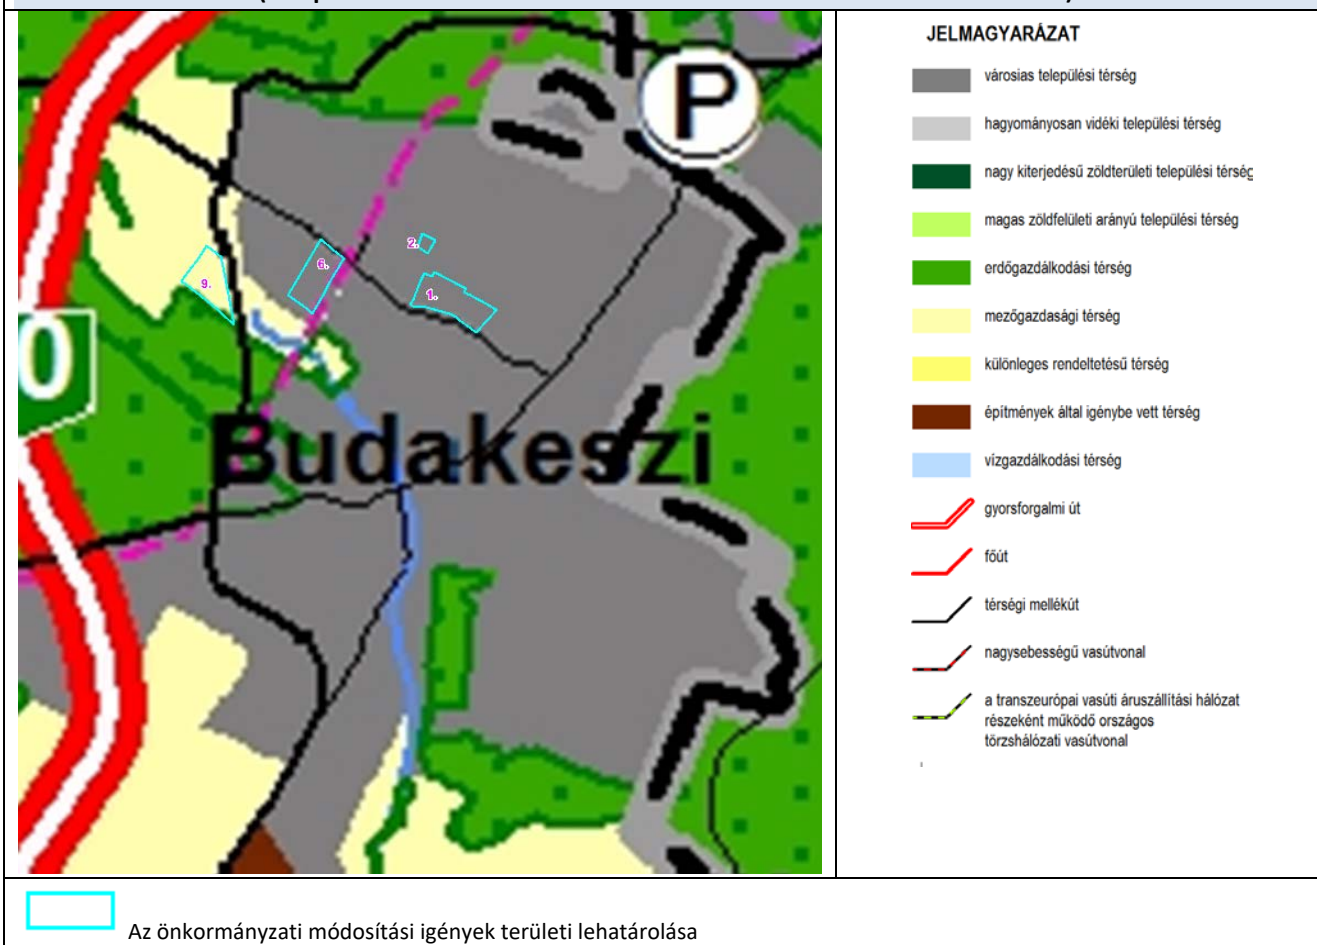 P
2.
6.
9.
1.
0
Budakeszi
JELMAGYARÁZAT
városias települési térség
hagyományosan vidéki települési térség
nagy kiterjedésű zöldterületi települési térség
magas zöldfelületi arányú települési térség
erdőgazdálkodási térség
mezőgazdasági térség
különleges rendeltetésű térség
építmények által igénybe vett térség
vízgazdálkodási térség
gyorsforgalmi út
főút
térségi mellékút
nagysebességű vasútvonal
a transzeurópai vasúti áruszállítási hálózat
részeként működő országos
törzshálózati vasútvonal
Az önkormányzati módosítási igények területi lehatárolása